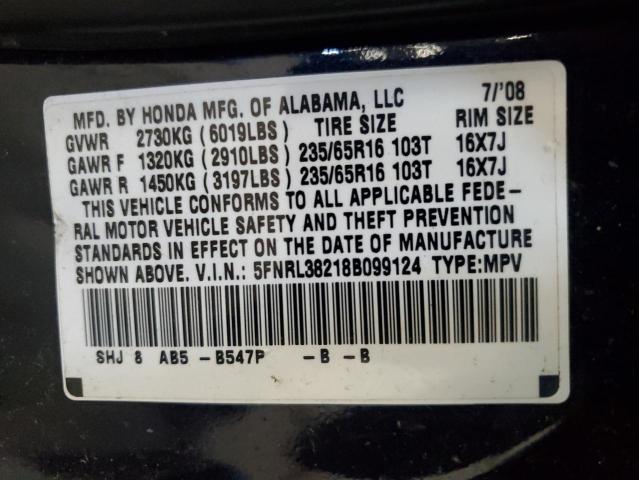 MFD. BY HONDA MFG. OF ALABAMA, LLC 7/'08
GVWR 2730KG (6019LBS) TIRE SIZE RIM SIZE
GAWR F 1320KG (2910LBS) 235/65R16 103T 16X7J
GAWR R 1450KG (3197LBS) 235/65R16 103T 16X7J
THIS VEHICLE CONFORMS TO ALL APPLICABLE FEDE-
RAL MOTOR VEHICLE SAFETY AND THEFT PREVENTION
STANDARDS IN EFFECT ON THE DATE OF MANUFACTURE
SHOWN ABOVE. V.I.N.: 5FNRL38218B099124 TYPE:MPV
SHJ 8 AB5 -B547P -B -B